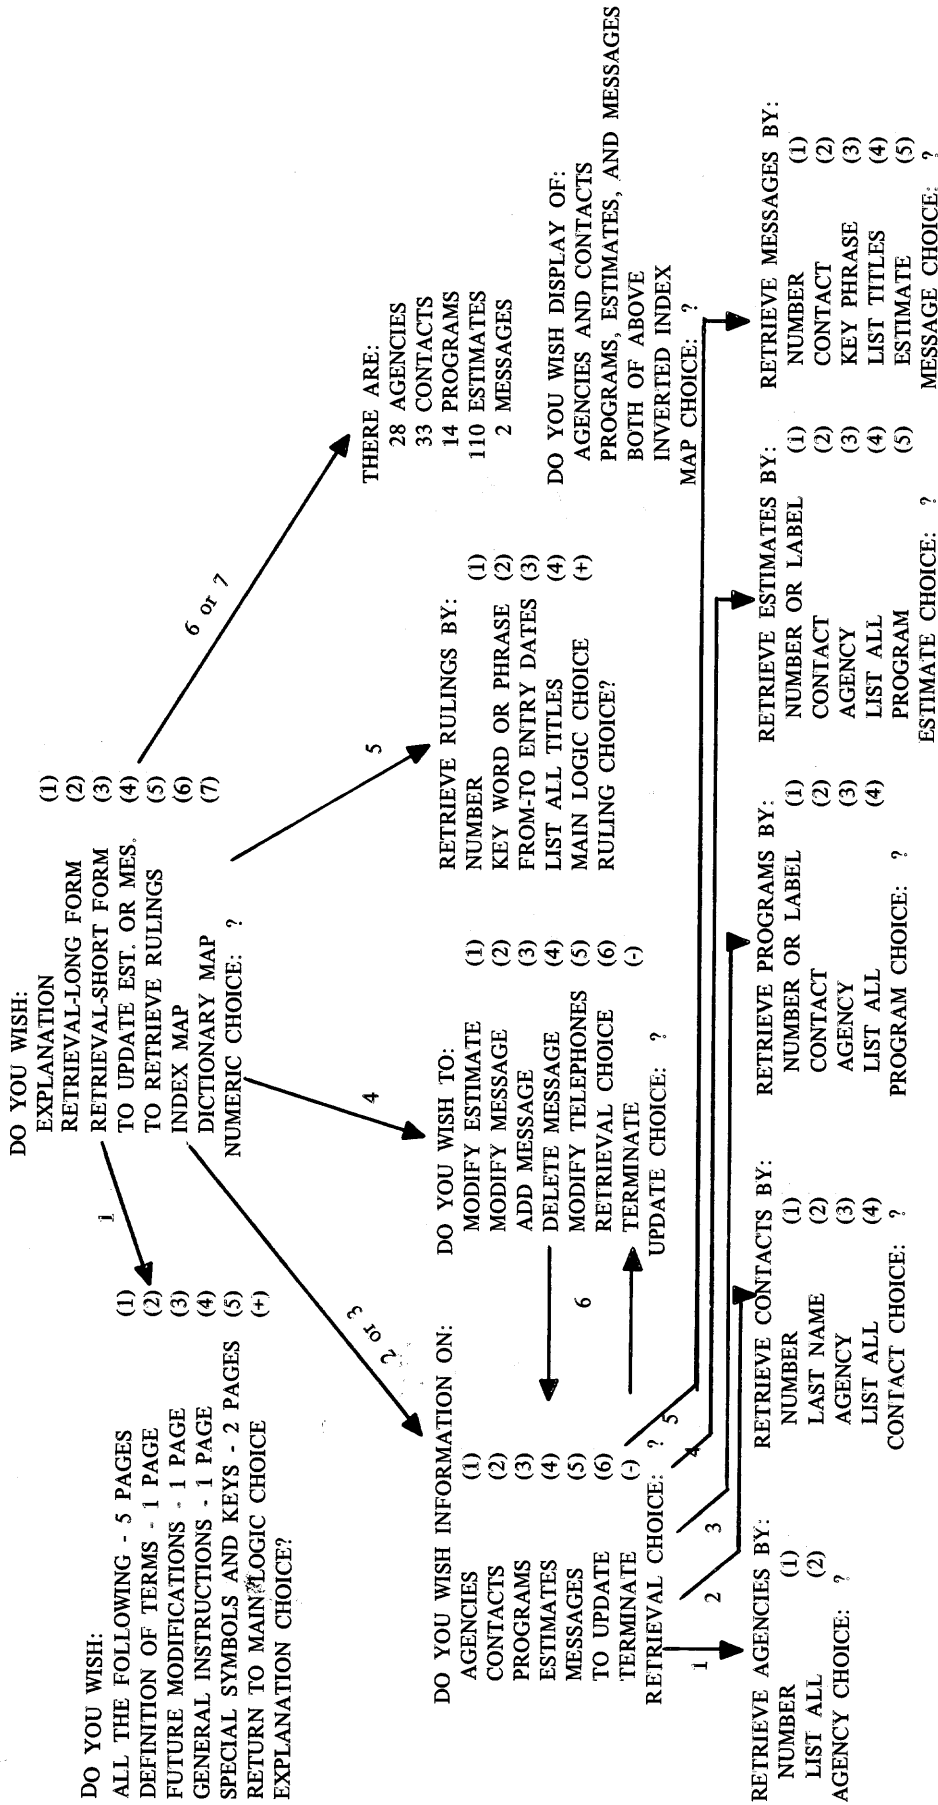 DO YOU WISH:
EXPLANATION (1)
RETRIEVAL-LONG FORM (2)
RETRIEVAL-SHORT FORM (3)
TO UPDATE EST. OR MES. (4)
TO RETRIEVE RULINGS (5)
INDEX MAP (6)
DICTIONARY MAP (7)
NUMERIC CHOICE: ?
1
2 or 3
4
5
6 or 7
DO YOU WISH:
ALL THE FOLLOWING - 5 PAGES (1)
DEFINITION OF TERMS - 1 PAGE (2)
FUTURE MODIFICATIONS - 1 PAGE (3)
GENERAL INSTRUCTIONS - 1 PAGE (4)
SPECIAL SYMBOLS AND KEYS - 2 PAGES (5)
RETURN TO MAIN LOGIC CHOICE (+)
EXPLANATION CHOICE?
THERE ARE:
28 AGENCIES
33 CONTACTS
14 PROGRAMS
110 ESTIMATES
2 MESSAGES
DO YOU WISH DISPLAY OF:
AGENCIES AND CONTACTS
PROGRAMS, ESTIMATES, AND MESSAGES
BOTH OF ABOVE
INVERTED INDEX
MAP CHOICE: ?
DO YOU WISH INFORMATION ON:
AGENCIES (1)
CONTACTS (2)
PROGRAMS (3)
ESTIMATES (4)
MESSAGES (5)
TO UPDATE (6)
TERMINATE (-)
RETRIEVAL CHOICE: ?
6
DO YOU WISH TO:
MODIFY ESTIMATE (1)
MODIFY MESSAGE (2)
ADD MESSAGE (3)
DELETE MESSAGE (4)
MODIFY TELEPHONES (5)
RETRIEVAL CHOICE (6)
TERMINATE (-)
UPDATE CHOICE: ?
RETRIEVE RULINGS BY:
NUMBER (1)
KEY WORD OR PHRASE (2)
FROM-TO ENTRY DATES (3)
LIST ALL TITLES (4)
MAIN LOGIC CHOICE (+)
RULING CHOICE?
1
2
3
4
5
RETRIEVE AGENCIES BY:
NUMBER (1)
LIST ALL (2)
AGENCY CHOICE: ?
RETRIEVE CONTACTS BY:
NUMBER (1)
LAST NAME (2)
AGENCY (3)
LIST ALL (4)
CONTACT CHOICE: ?
RETRIEVE PROGRAMS BY:
NUMBER OR LABEL (1)
CONTACT (2)
AGENCY (3)
LIST ALL (4)
PROGRAM CHOICE: ?
RETRIEVE ESTIMATES BY:
NUMBER OR LABEL (1)
CONTACT (2)
AGENCY (3)
LIST ALL (4)
PROGRAM (5)
ESTIMATE CHOICE: ?
RETRIEVE MESSAGES BY:
NUMBER (1)
CONTACT (2)
KEY PHRASE (3)
LIST TITLES (4)
ESTIMATE (5)
MESSAGE CHOICE: ?